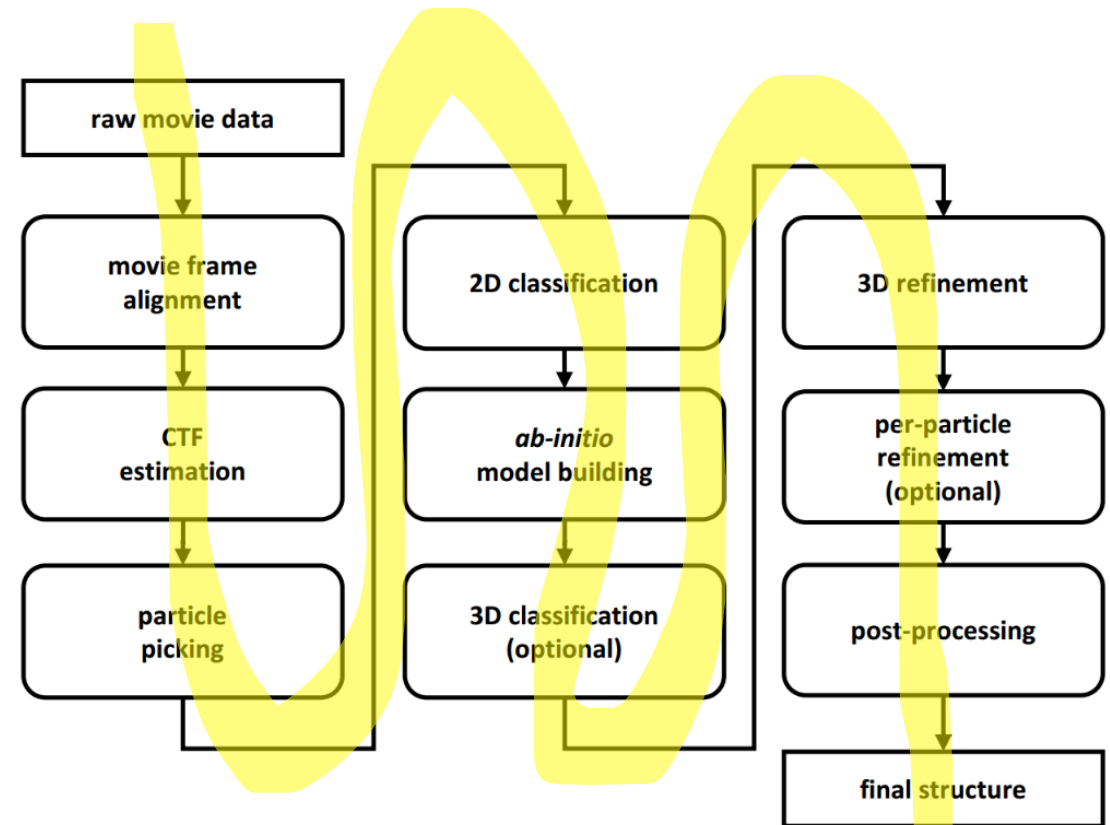 raw movie data
movie frame
alignment
CTF
estimation
particle
picking
2D classification
ab-initio
model building
3D classification
(optional)
3D refinement
per-particle
refinement
(optional)
post-processing
final structure